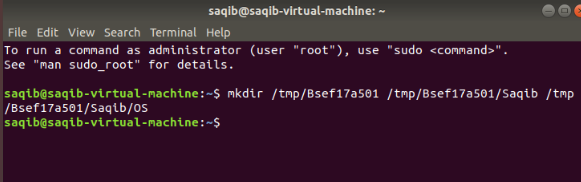 saqib@saqib-virtual-machine: ~
File Edit View Search Terminal Help
To run a command as administrator (user "root"), use "sudo <command>".
See "man sudo_root" for details.
saqib@saqib-virtual-machine:~$ mkdir /tmp/Bsef17a501 /tmp/Bsef17a501/Saqib /tmp
/Bsef17a501/Saqib/OS
saqib@saqib-virtual-machine:~$